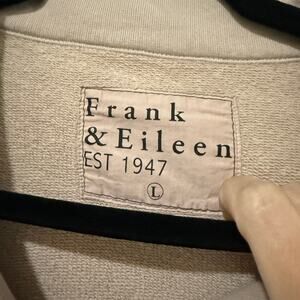 Frank
& Eileen
EST 1947
L